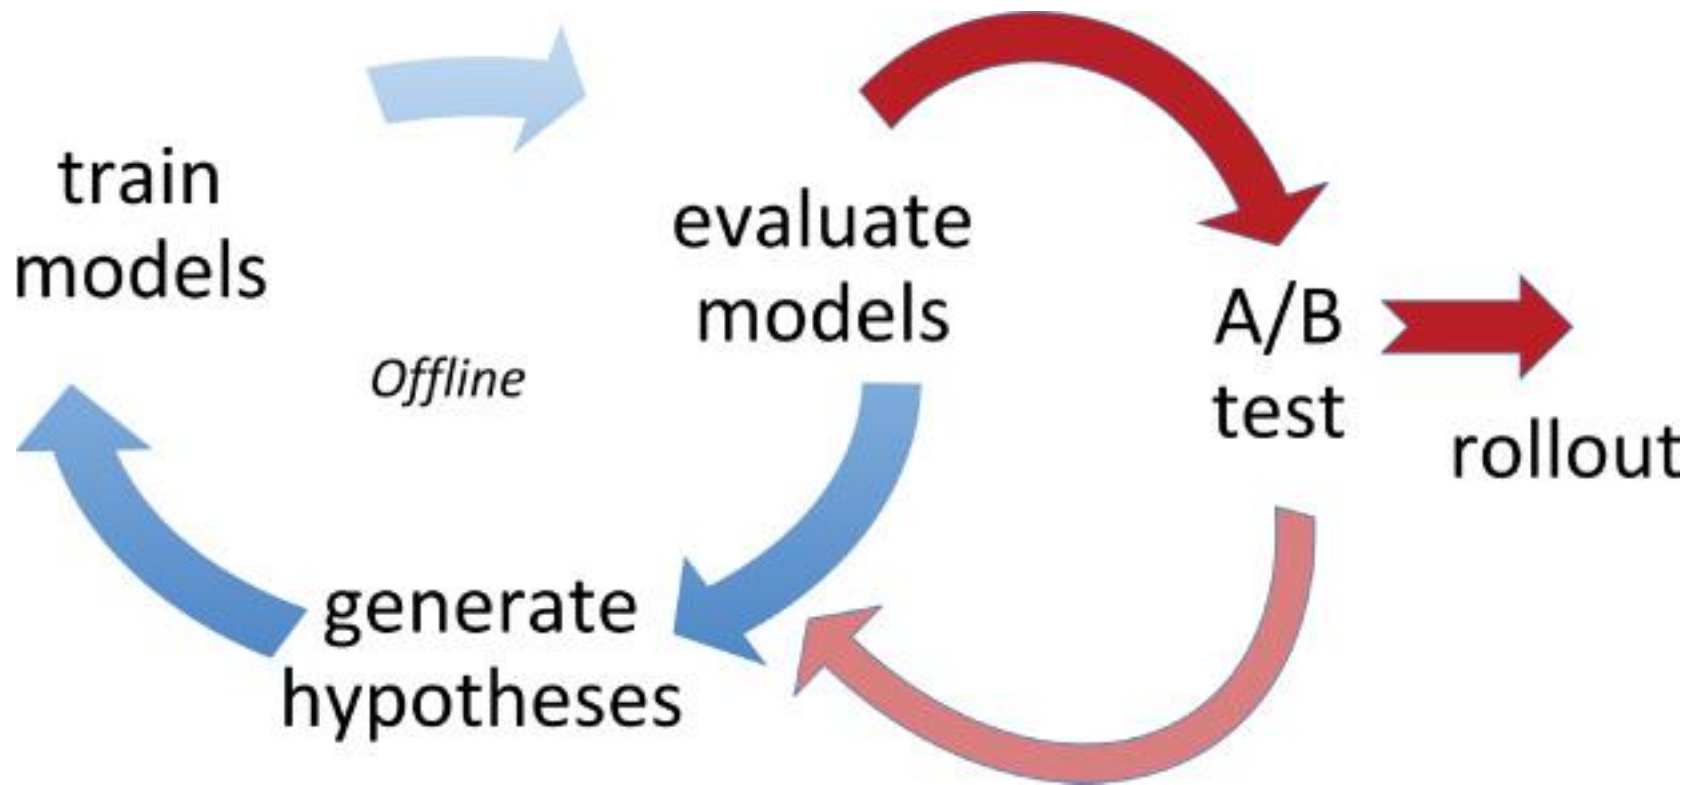 train
models
evaluate
models
Offline
A/B
test
rollout
generate
hypotheses